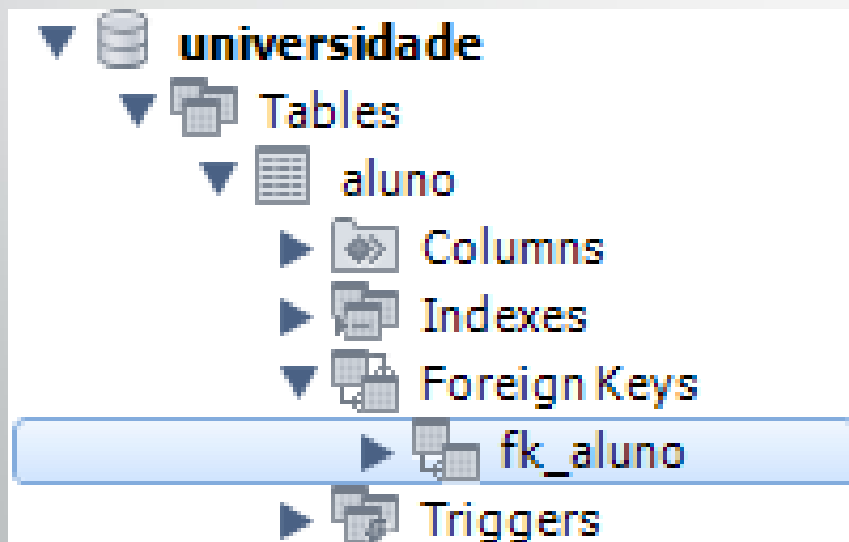 universidade
Tables
aluno
Columns
Indexes
Foreign Keys
fk_aluno
Triggers